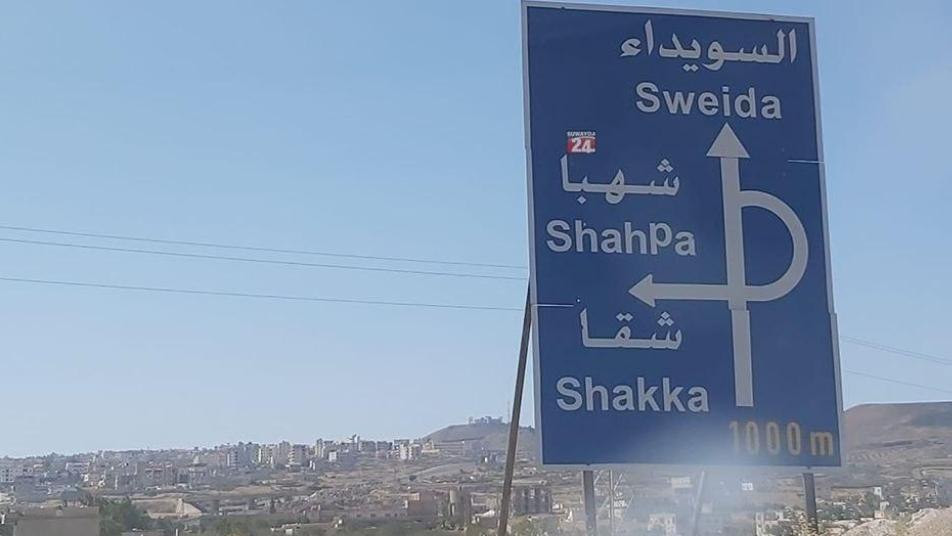 السويداء
Sweida
SUWAYDA
24
شهبا
ShahPa
شقا
Shakka
1000m